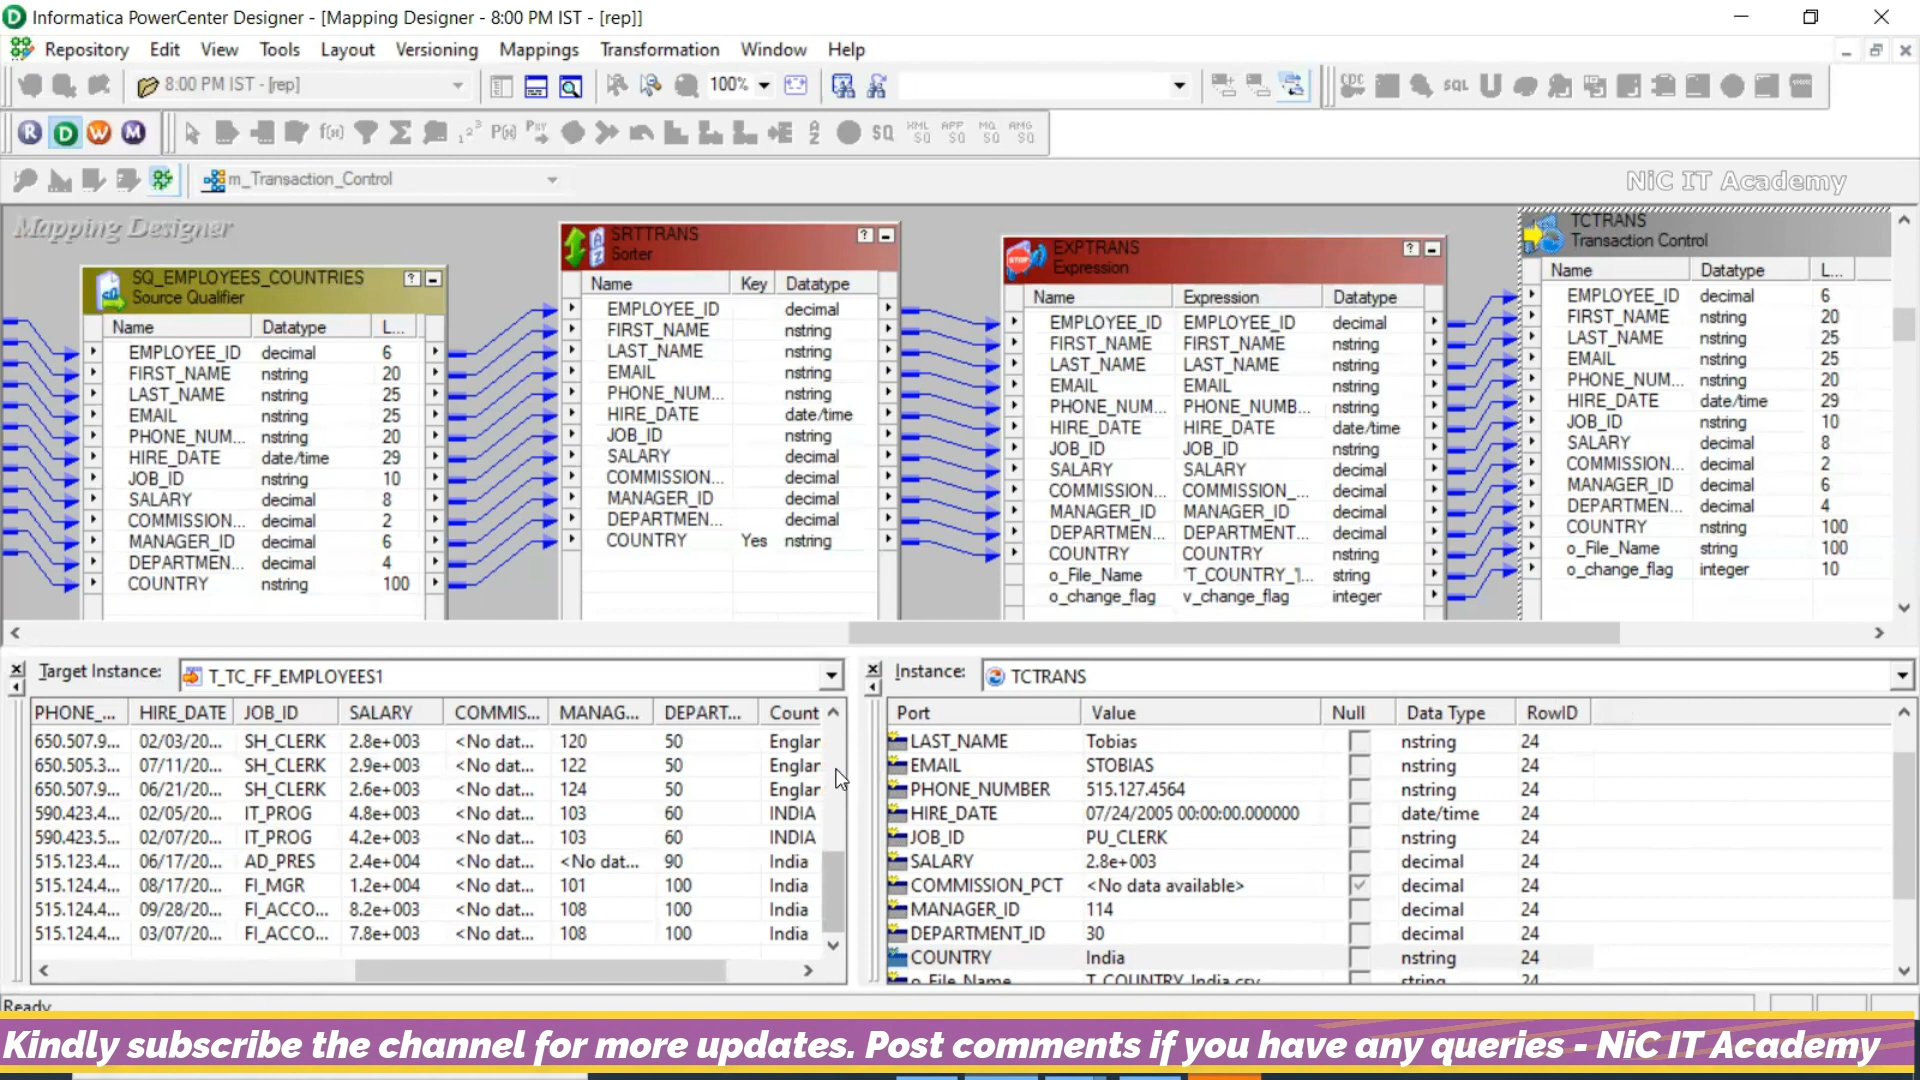 Informatica PowerCenter Designer - [Mapping Designer - 8:00 PM IST - [rep]]
Repository Edit View Tools Layout Versioning Mappings Transformation Window Help
8:00 PM IST - [rep] 100% CDC SQL
R D W M f(x) P(x) SQ XML SQ APP SQ MQ SQ AMG SQ
m_Transaction_Control NiC IT Academy
Mapping Designer
SQ_EMPLOYEES_COUNTRIES
Source Qualifier
Name Datatype L...
EMPLOYEE_ID decimal 6
FIRST_NAME nstring 20
LAST_NAME nstring 25
EMAIL nstring 25
PHONE_NUM... nstring 20
HIRE_DATE date/time 29
JOB_ID nstring 10
SALARY decimal 8
COMMISSION... decimal 2
MANAGER_ID decimal 6
DEPARTMEN... decimal 4
COUNTRY nstring 100
SRTTRANS
Sorter
Name Key Datatype
EMPLOYEE_ID decimal
FIRST_NAME nstring
LAST_NAME nstring
EMAIL nstring
PHONE_NUM... nstring
HIRE_DATE date/time
JOB_ID nstring
SALARY decimal
COMMISSION... decimal
MANAGER_ID decimal
DEPARTMEN... decimal
COUNTRY Yes nstring
EXPTRANS
Expression
Name Expression Datatype
EMPLOYEE_ID EMPLOYEE_ID decimal
FIRST_NAME FIRST_NAME nstring
LAST_NAME LAST_NAME nstring
EMAIL EMAIL nstring
PHONE_NUM... PHONE_NUMB... nstring
HIRE_DATE HIRE_DATE date/time
JOB_ID JOB_ID nstring
SALARY SALARY decimal
COMMISSION... COMMISSION_... decimal
MANAGER_ID MANAGER_ID decimal
DEPARTMEN... DEPARTMENT... decimal
COUNTRY COUNTRY nstring
o_File_Name 'T_COUNTRY_'|... string
o_change_flag v_change_flag integer
TCTRANS
Transaction Control
Name Datatype L...
EMPLOYEE_ID decimal 6
FIRST_NAME nstring 20
LAST_NAME nstring 25
EMAIL nstring 25
PHONE_NUM... nstring 20
HIRE_DATE date/time 29
JOB_ID nstring 10
SALARY decimal 8
COMMISSION... decimal 2
MANAGER_ID decimal 6
DEPARTMEN... decimal 4
COUNTRY nstring 100
o_File_Name string 100
o_change_flag integer 10
Target Instance: T_TC_FF_EMPLOYEES1
PHONE_... HIRE_DATE JOB_ID SALARY COMMIS... MANAG... DEPART... Count
650.507.9... 02/03/20... SH_CLERK 2.8e+003 <No dat... 120 50 Englan
650.505.3... 07/11/20... SH_CLERK 2.9e+003 <No dat... 122 50 Englan
650.507.9... 06/21/20... SH_CLERK 2.6e+003 <No dat... 124 50 Englan
590.423.4... 02/05/20... IT_PROG 4.8e+003 <No dat... 103 60 INDIA
590.423.5... 02/07/20... IT_PROG 4.2e+003 <No dat... 103 60 INDIA
515.123.4... 06/17/20... AD_PRES 2.4e+004 <No dat... <No dat... 90 India
515.124.4... 08/17/20... FI_MGR 1.2e+004 <No dat... 101 100 India
515.124.4... 09/28/20... FI_ACCO... 8.2e+003 <No dat... 108 100 India
515.124.4... 03/07/20... FI_ACCO... 7.8e+003 <No dat... 108 100 India
Instance: TCTRANS
Port Value Null Data Type RowID
LAST_NAME Tobias nstring 24
EMAIL STOBIAS nstring 24
PHONE_NUMBER 515.127.4564 nstring 24
HIRE_DATE 07/24/2005 00:00:00.000000 date/time 24
JOB_ID PU_CLERK nstring 24
SALARY 2.8e+003 decimal 24
COMMISSION_PCT <No data available> decimal 24
MANAGER_ID 114 decimal 24
DEPARTMENT_ID 30 decimal 24
COUNTRY India nstring 24
o_File_Name T_COUNTRY_India.csv string 24
Ready
Kindly subscribe the channel for more updates. Post comments if you have any queries - NiC IT Academy